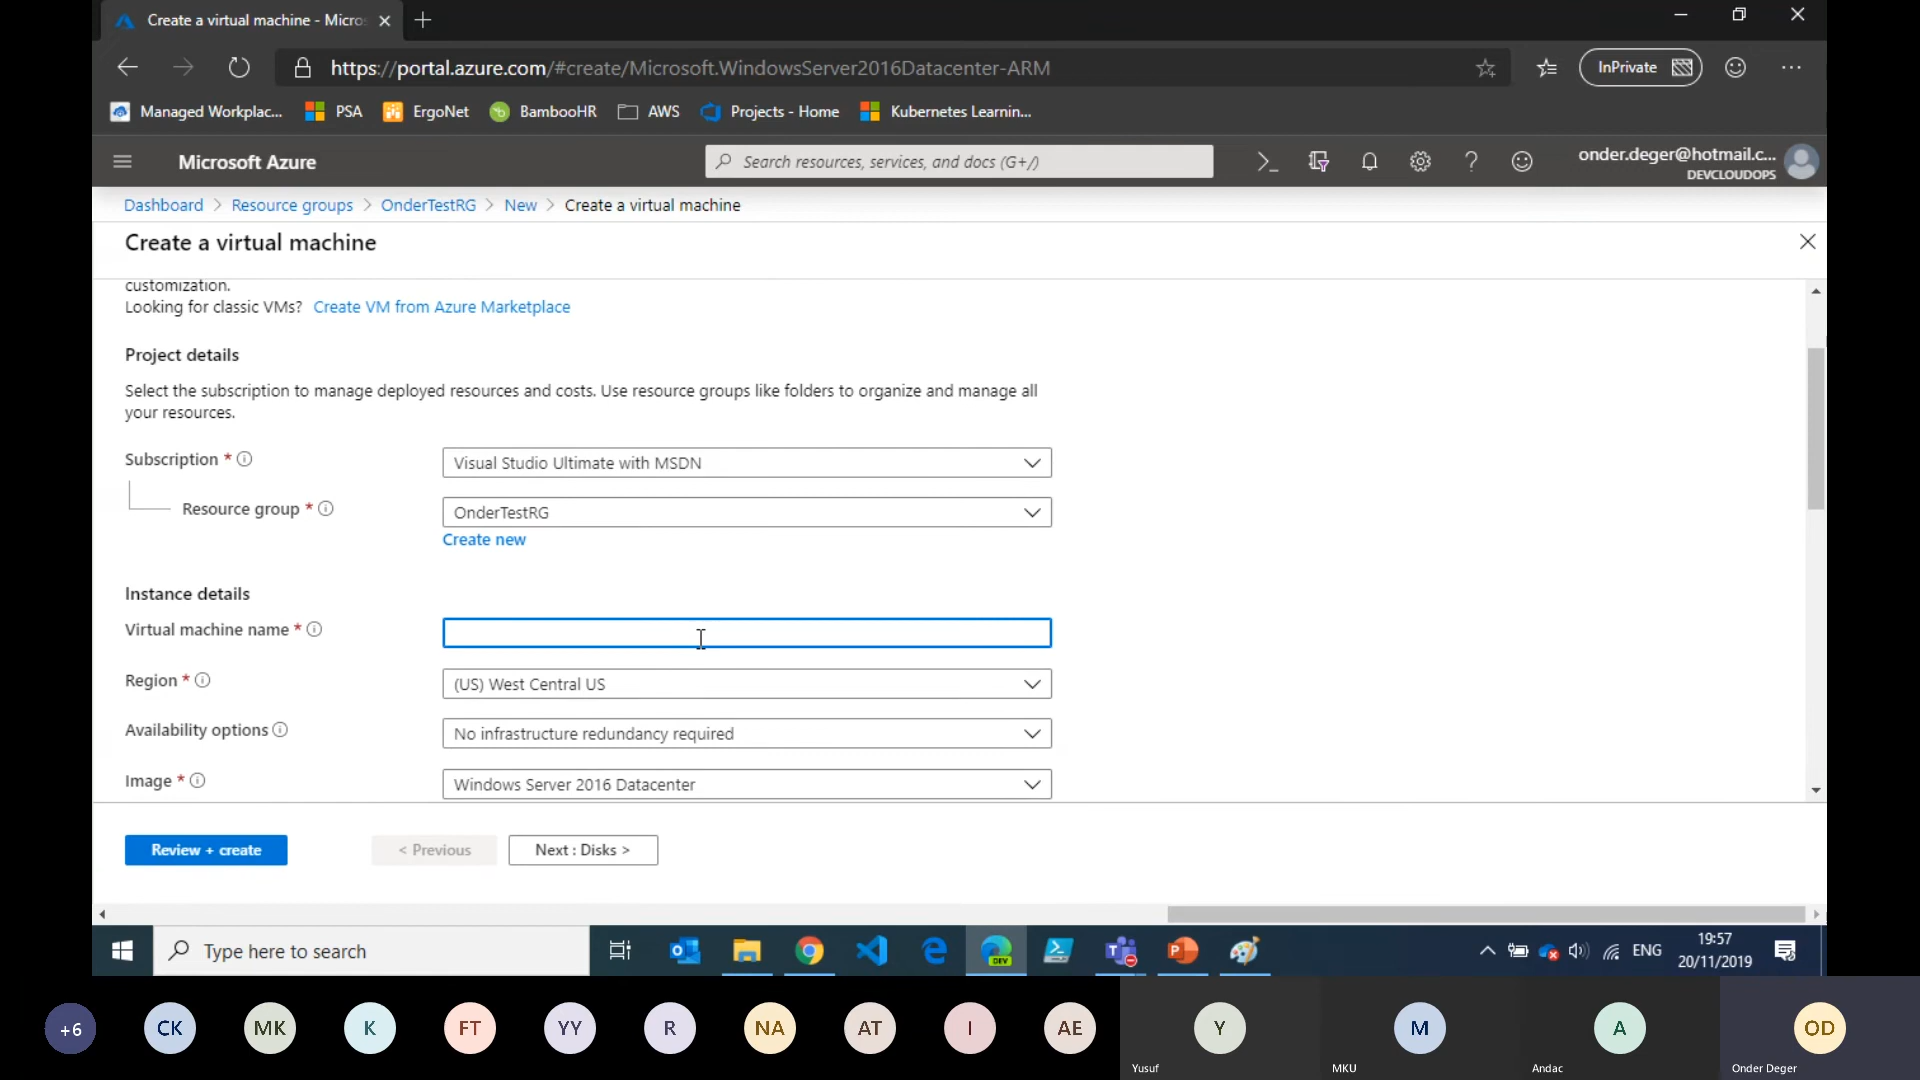 Create a virtual machine - Micros
https://portal.azure.com/#create/Microsoft.WindowsServer2016Datacenter-ARM
InPrivate
Managed Workplac...
PSA
ErgoNet
BambooHR
AWS
Projects - Home
Kubernetes Learnin...
Microsoft Azure
Search resources, services, and docs (G+/)
onder.deger@hotmail.c...
DEVCLOUDOPS
Dashboard > Resource groups > OnderTestRG > New > Create a virtual machine
Create a virtual machine
customization.
Looking for classic VMs? Create VM from Azure Marketplace
Project details
Select the subscription to manage deployed resources and costs. Use resource groups like folders to organize and manage all
your resources.
Subscription *
Visual Studio Ultimate with MSDN
Resource group *
OnderTestRG
Create new
Instance details
Virtual machine name *
Region *
(US) West Central US
Availability options
No infrastructure redundancy required
Image *
Windows Server 2016 Datacenter
Review + create
< Previous
Next : Disks >
Type here to search
DEV
ENG
19:57
20/11/2019
+6
CK
MK
K
FT
YY
R
NA
AT
I
AE
Y
Yusuf
M
MKU
A
Andac
OD
Onder Deger